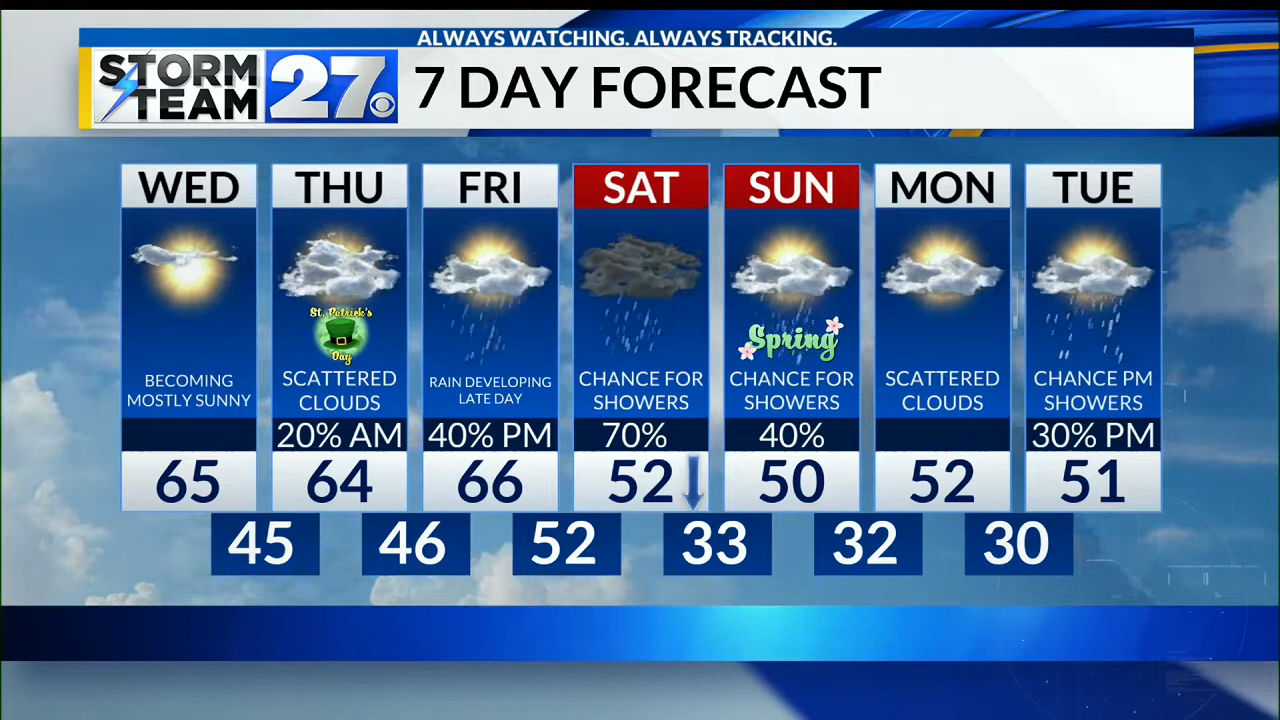 ALWAYS WATCHING. ALWAYS TRACKING.
STORM
TEAM
27
7 DAY FORECAST
WED
THU
FRI
SAT
SUN
MON
TUE
St. Patrick's
Day
Spring
BECOMING
MOSTLY SUNNY
SCATTERED
CLOUDS
RAIN DEVELOPING
LATE DAY
CHANCE FOR
SHOWERS
CHANCE FOR
SHOWERS
SCATTERED
CLOUDS
CHANCE PM
SHOWERS
20% AM
40% PM
70%
40%
30% PM
65
64
66
52
50
52
51
45
46
52
33
32
30